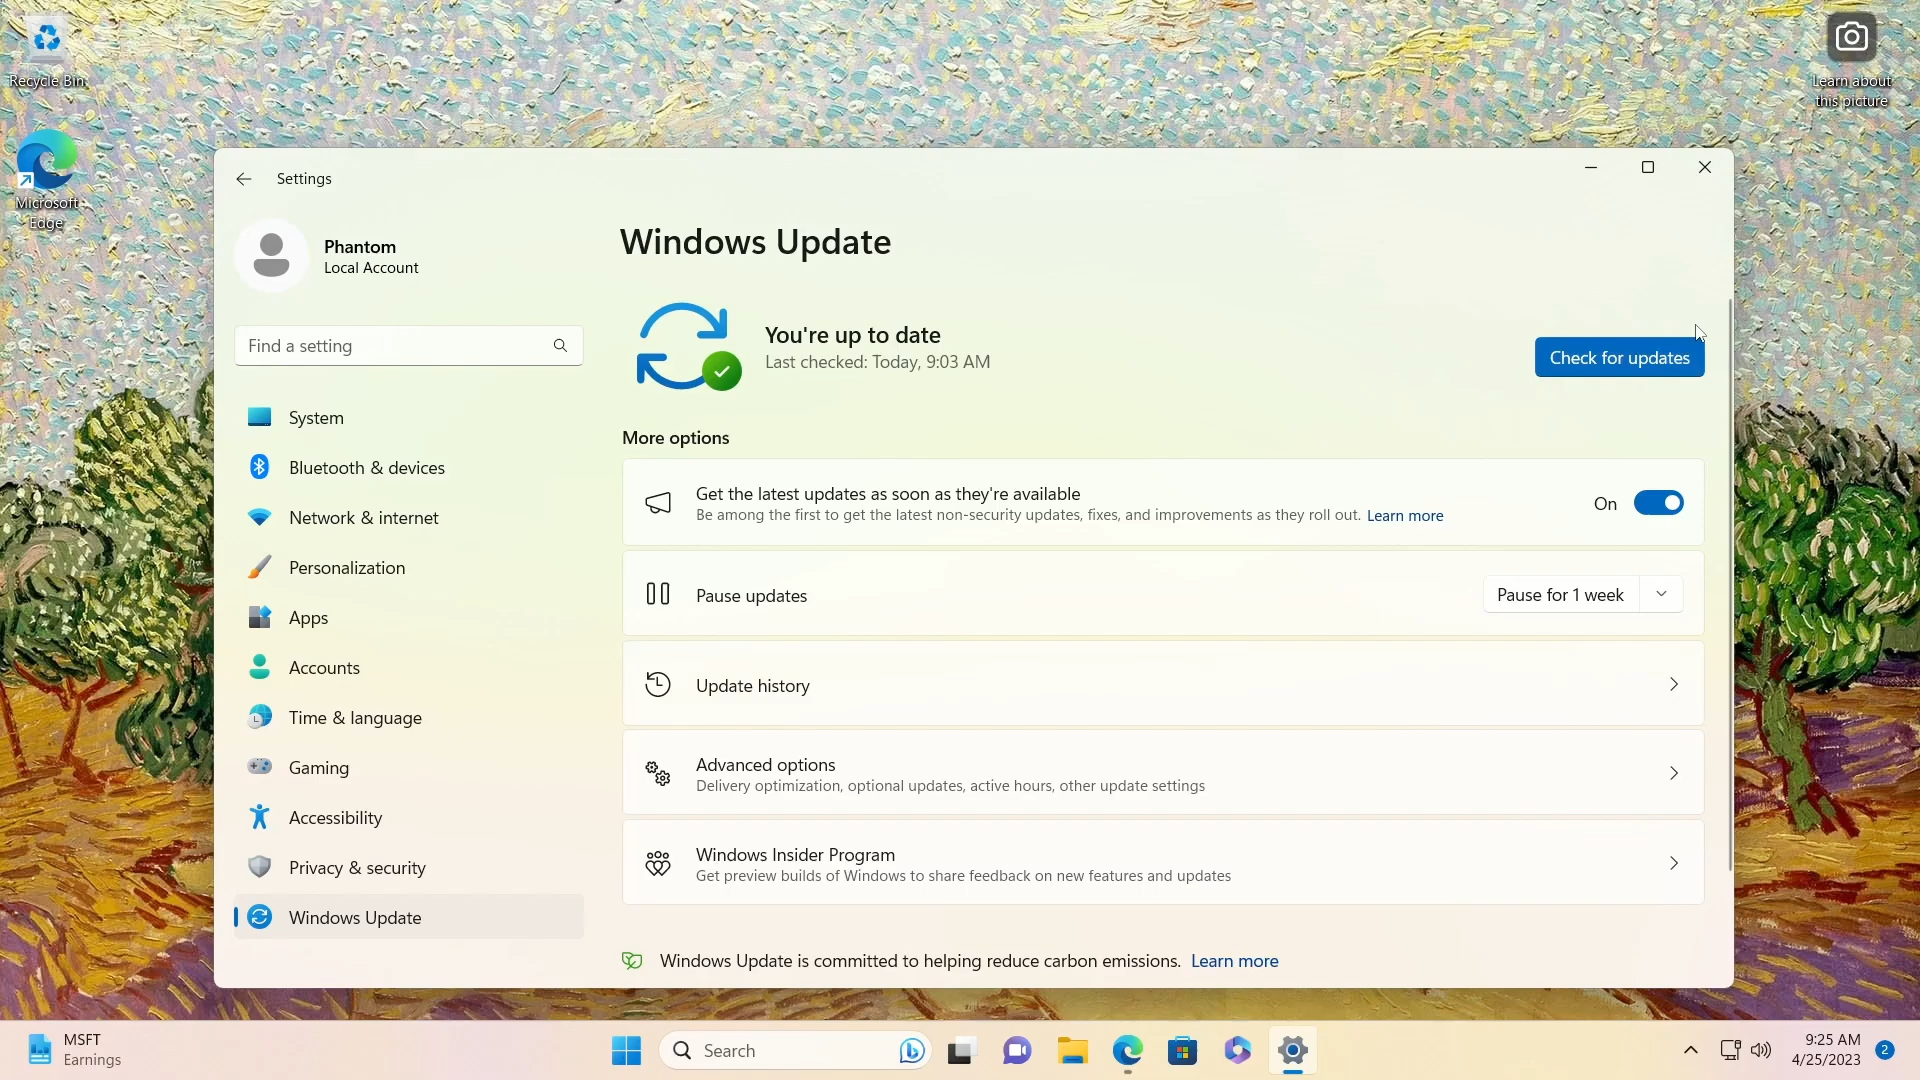 Recycle Bin
Learn about
this picture
Microsoft
Edge
Settings
Phantom
Local Account
Find a setting
System
Bluetooth & devices
Network & internet
Personalization
Apps
Accounts
Time & language
Gaming
Accessibility
Privacy & security
Windows Update
Windows Update
You're up to date
Last checked: Today, 9:03 AM
Check for updates
More options
Get the latest updates as soon as they're available
Be among the first to get the latest non-security updates, fixes, and improvements as they roll out. Learn more
On
Pause updates
Pause for 1 week
Update history
Advanced options
Delivery optimization, optional updates, active hours, other update settings
Windows Insider Program
Get preview builds of Windows to share feedback on new features and updates
Windows Update is committed to helping reduce carbon emissions. Learn more
MSFT
Earnings
Search
9:25 AM
4/25/2023
2